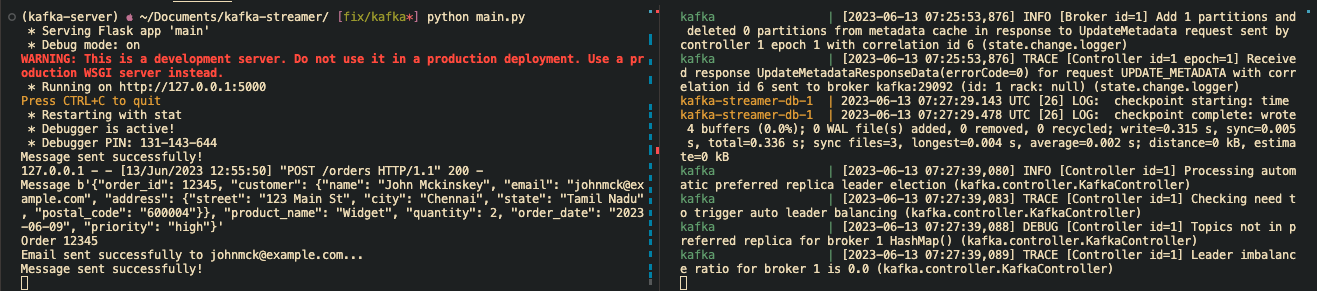 (kafka-server) ~/Documents/kafka-streamer/ [fix/kafka*] python main.py
 * Serving Flask app 'main'
 * Debug mode: on
WARNING: This is a development server. Do not use it in a production deployment. Use a pr
oduction WSGI server instead.
 * Running on http://127.0.0.1:5000
Press CTRL+C to quit
 * Restarting with stat
 * Debugger is active!
 * Debugger PIN: 131-143-644
Message sent successfully!
127.0.0.1 - - [13/Jun/2023 12:55:50] "POST /orders HTTP/1.1" 200 -
Message b'{"order_id": 12345, "customer": {"name": "John Mckinskey", "email": "johnmck@ex
ample.com", "address": {"street": "123 Main St", "city": "Chennai", "state": "Tamil Nadu"
, "postal_code": "600004"}}, "product_name": "Widget", "quantity": 2, "order_date": "2023
-06-09", "priority": "high"}'
Order 12345
Email sent successfully to johnmck@example.com...
Message sent successfully!
kafka | [2023-06-13 07:25:53,876] INFO [Broker id=1] Add 1 partitions and
 deleted 0 partitions from metadata cache in response to UpdateMetadata request sent by
controller 1 epoch 1 with correlation id 6 (state.change.logger)
kafka | [2023-06-13 07:25:53,876] TRACE [Controller id=1 epoch=1] Receive
d response UpdateMetadataResponseData(errorCode=0) for request UPDATE_METADATA with corr
elation id 6 sent to broker kafka:29092 (id: 1 rack: null) (state.change.logger)
kafka-streamer-db-1 | 2023-06-13 07:27:29.143 UTC [26] LOG:  checkpoint starting: time
kafka-streamer-db-1 | 2023-06-13 07:27:29.478 UTC [26] LOG:  checkpoint complete: wrote
 4 buffers (0.0%); 0 WAL file(s) added, 0 removed, 0 recycled; write=0.315 s, sync=0.005
 s, total=0.336 s; sync files=3, longest=0.004 s, average=0.002 s; distance=0 kB, estima
te=0 kB
kafka | [2023-06-13 07:27:39,080] INFO [Controller id=1] Processing autom
atic preferred replica leader election (kafka.controller.KafkaController)
kafka | [2023-06-13 07:27:39,083] TRACE [Controller id=1] Checking need t
o trigger auto leader balancing (kafka.controller.KafkaController)
kafka | [2023-06-13 07:27:39,088] DEBUG [Controller id=1] Topics not in p
referred replica for broker 1 HashMap() (kafka.controller.KafkaController)
kafka | [2023-06-13 07:27:39,089] TRACE [Controller id=1] Leader imbalanc
e ratio for broker 1 is 0.0 (kafka.controller.KafkaController)